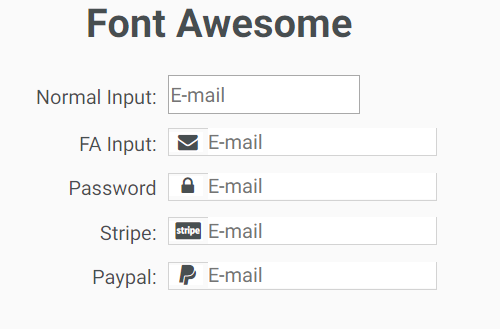 Font Awesome
Normal Input: E-mail
FA Input: E-mail
Password E-mail
Stripe: stripe E-mail
Paypal: E-mail